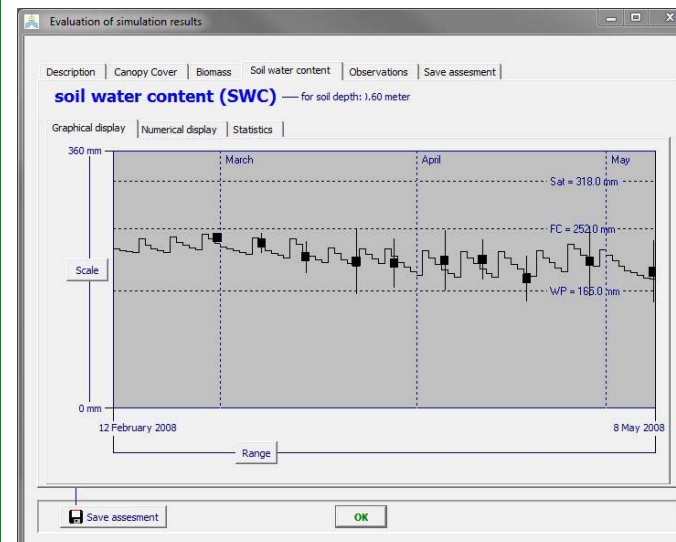 Evaluation of simulation results
Description Canopy Cover Biomass Soil water content Observations Save assesment
soil water content (SWC) for soil depth: ).60 meter
Graphical display Numerical display Statistics
360 mm
March April May
Sat = 318.0 mm
FC = 252.0 mm
Scale
WP = 165.0 mm
0 mm
12 February 2008 8 May 2008
Range
Save assesment OK